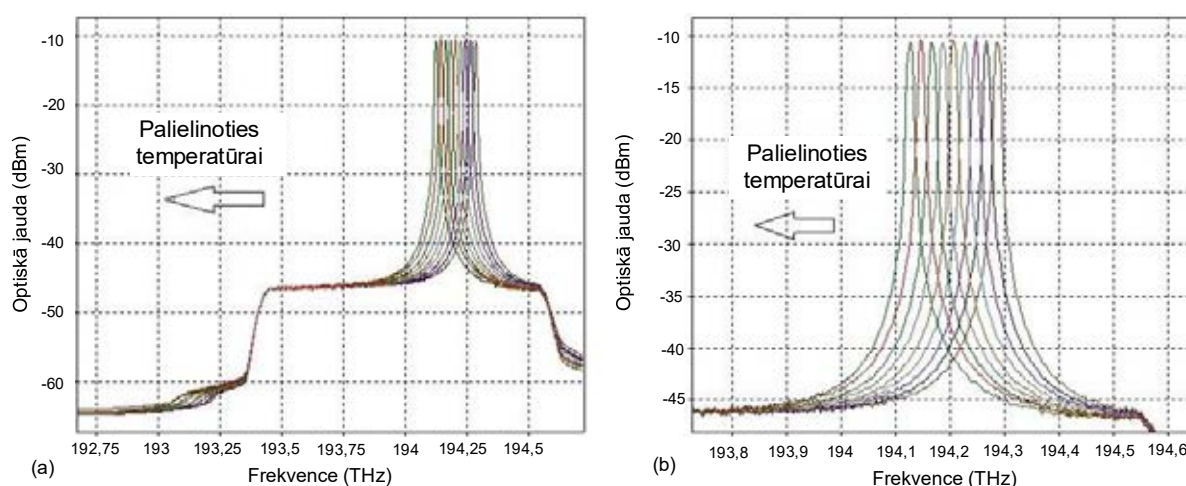 -10
-20
-30
-40
-50
-60
Optiskā jauda (dBm)
Palielinoties
temperatūrai
192,75 193 193,25 193,5 193,75 194 194,25 194,5
Frekvence (THz)
(a)
-10
-15
-20
-25
-30
-35
-40
-45
Optiskā jauda (dBm)
Palielinoties
temperatūrai
193,8 193,9 194 194,1 194,2 194,3 194,4 194,5 194,6
Frekvence (THz)
(b)